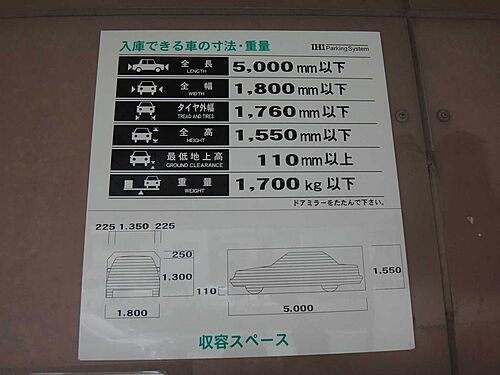 入庫できる車の寸法・重量 IHI Parking System
全長 LENGTH 5,000mm以下
全幅 WIDTH 1,800mm以下
タイヤ外幅 TREAD AND TIRES 1,760mm以下
全高 HEIGHT 1,550mm以下
最低地上高 GROUND CLEARANCE 110mm以上
重量 WEIGHT 1,700kg以下
ドアミラーをたたんで下さい。
225 1.350 225
250
1.300
1.800
110
5.000
1.550
収容スペース